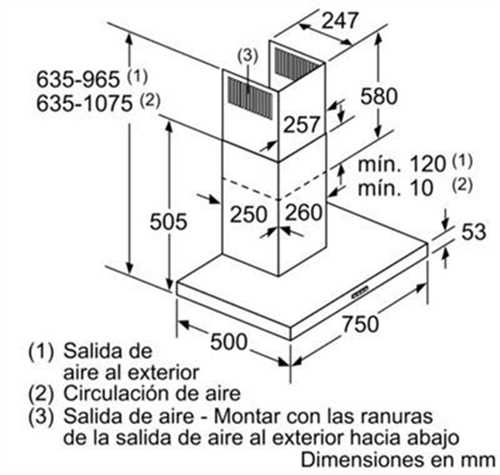 247
(3)
635-965 (1)
635-1075 (2)
580
257
mín. 120 (1)
mín. 10 (2)
505
250
260
53
500
750
(1) Salida de
aire al exterior
(2) Circulación de aire
(3) Salida de aire - Montar con las ranuras
de la salida de aire al exterior hacia abajo
Dimensiones en mm